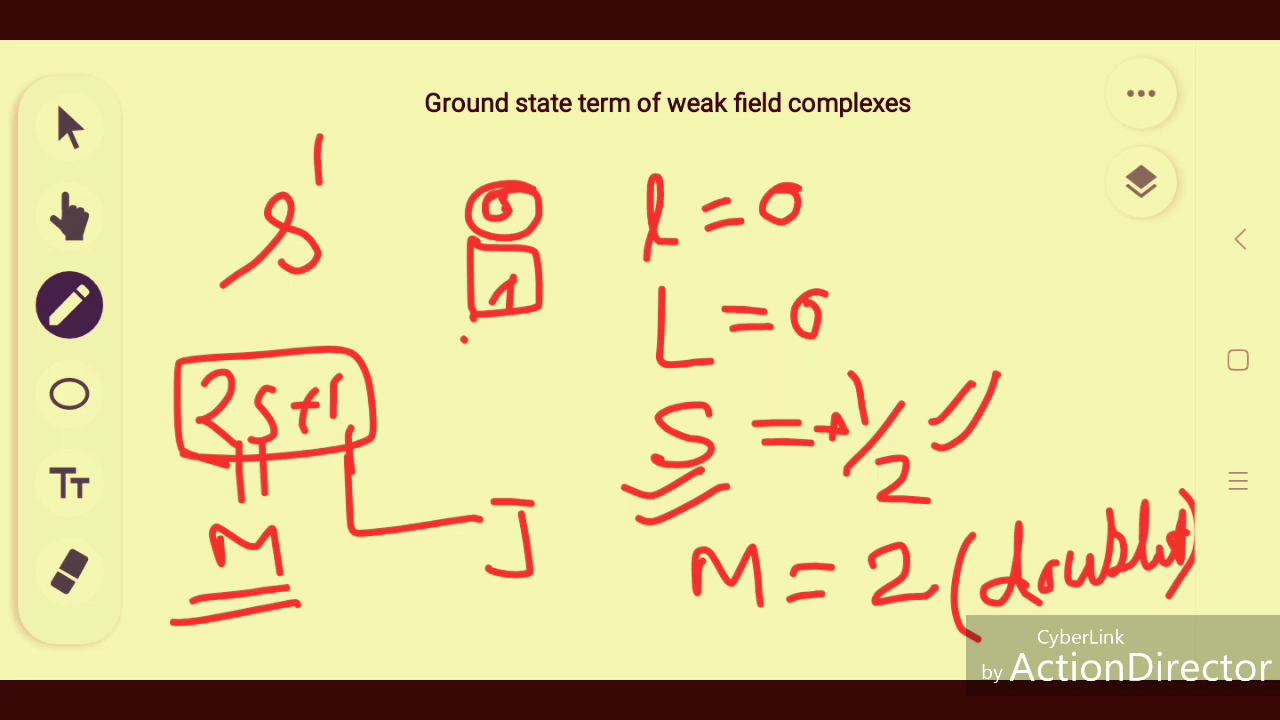 Ground state term of weak field complexes
s¹
0
1
l = 0
L = 0
S = +1/2
2s+1
M
J
M = 2 (doublet)
TT
CyberLink
by ActionDirector